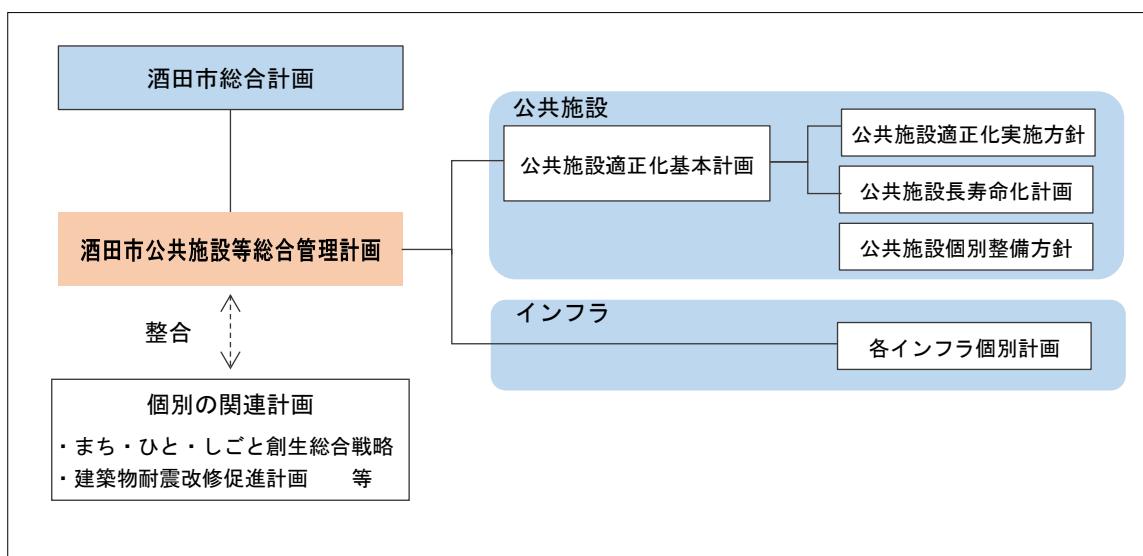 酒田市総合計画
酒田市公共施設等総合管理計画
整合
個別の関連計画
・まち・ひと・しごと創生総合戦略
・建築物耐震改修促進計画　等
公共施設
公共施設適正化基本計画
公共施設適正化実施方針
公共施設長寿命化計画
公共施設個別整備方針
インフラ
各インフラ個別計画